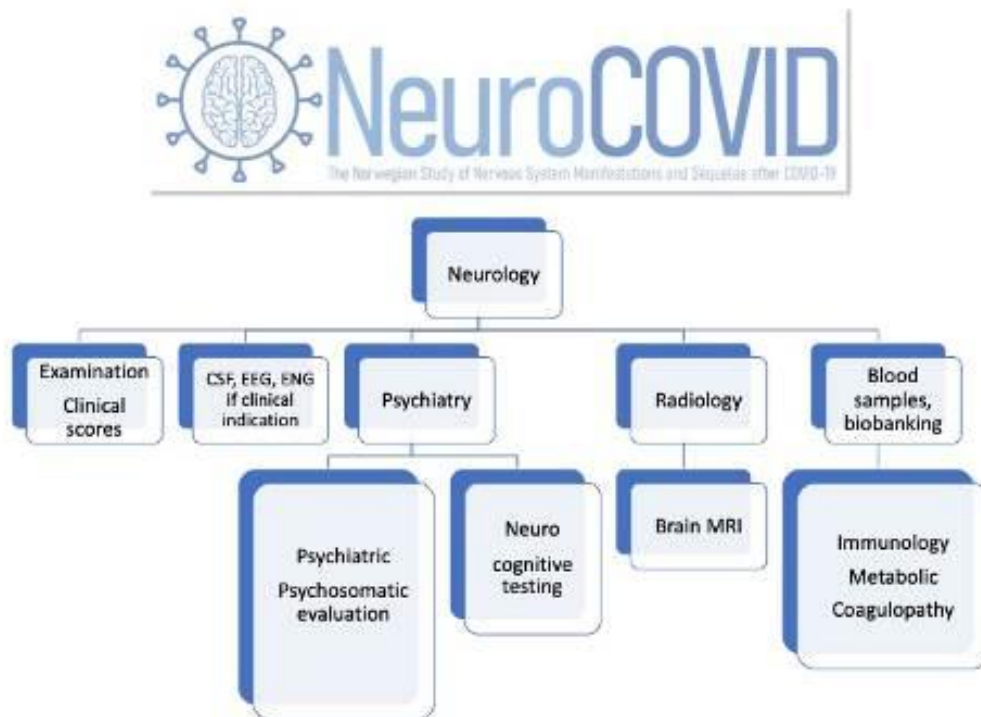 NeuroCOVID
The Norwegian Study of Nervous System Manifestations and Sequelae after COVID-19
Neurology
Examination
Clinical
scores
CSF, EEG, ENG
if clinical
indication
Psychiatry
Radiology
Blood
samples,
biobanking
Psychiatric
Psychosomatic
evaluation
Neuro
cognitive
testing
Brain MRI
Immunology
Metabolic
Coagulopathy